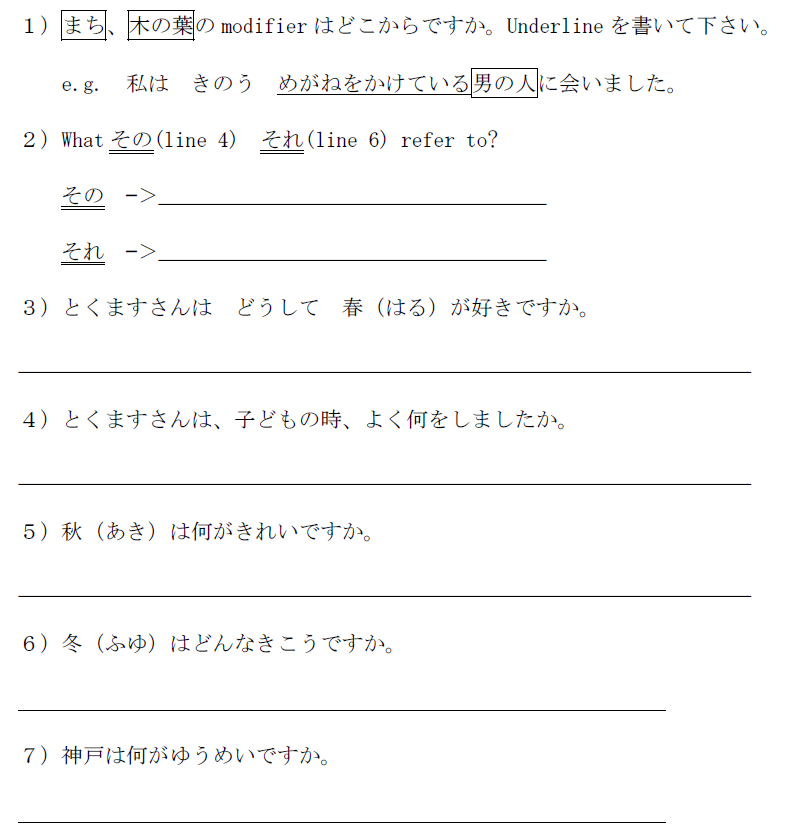 １）まち、木の葉の modifier はどこからですか。Underline を書いて下さい。
e.g.　私は　きのう　めがねをかけている男の人に会いました。
２）What その(line 4)　それ(line 6) refer to?
その　−＞
それ　−＞
３）とくますさんは　どうして　春（はる）が好きですか。
４）とくますさんは、子どもの時、よく何をしましたか。
５）秋（あき）は何がきれいですか。
６）冬（ふゆ）はどんなきこうですか。
７）神戸は何がゆうめいですか。